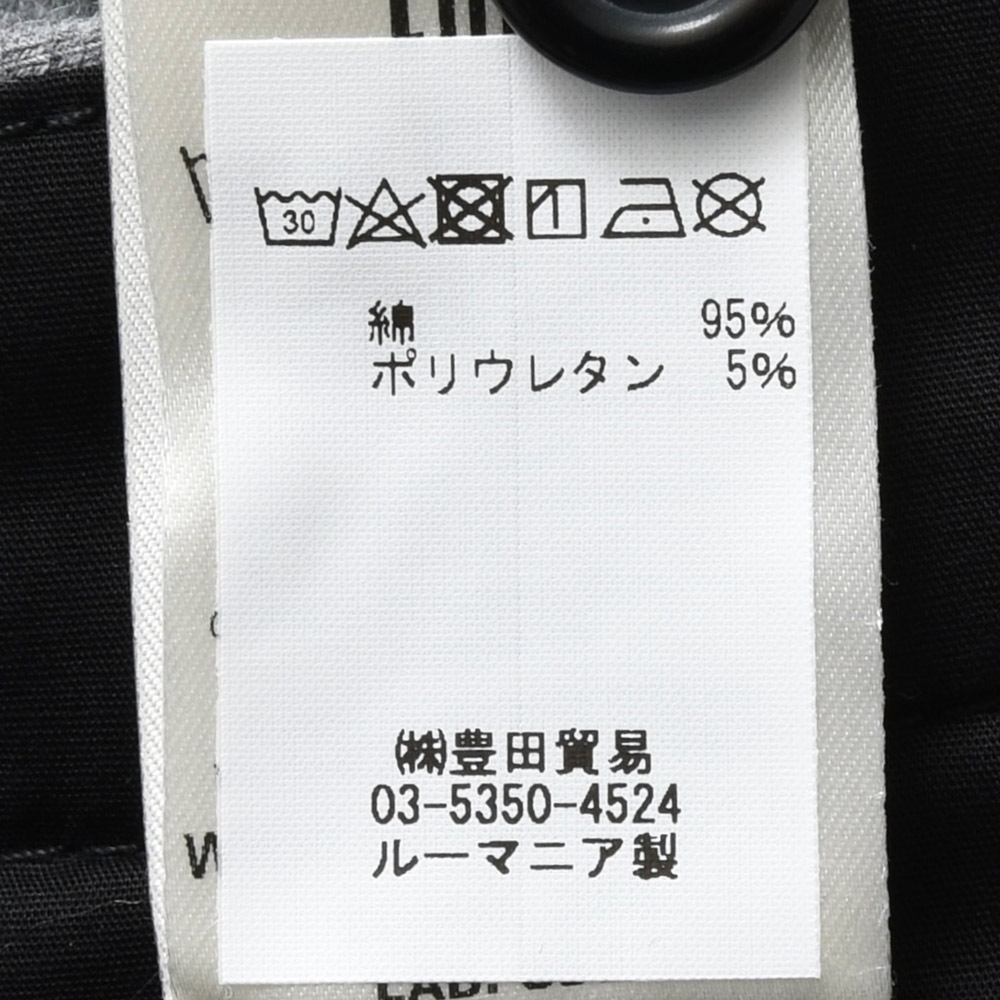 30
綿 95%
ポリウレタン 5%
㈱豊田貿易
03-5350-4524
ルーマニア製